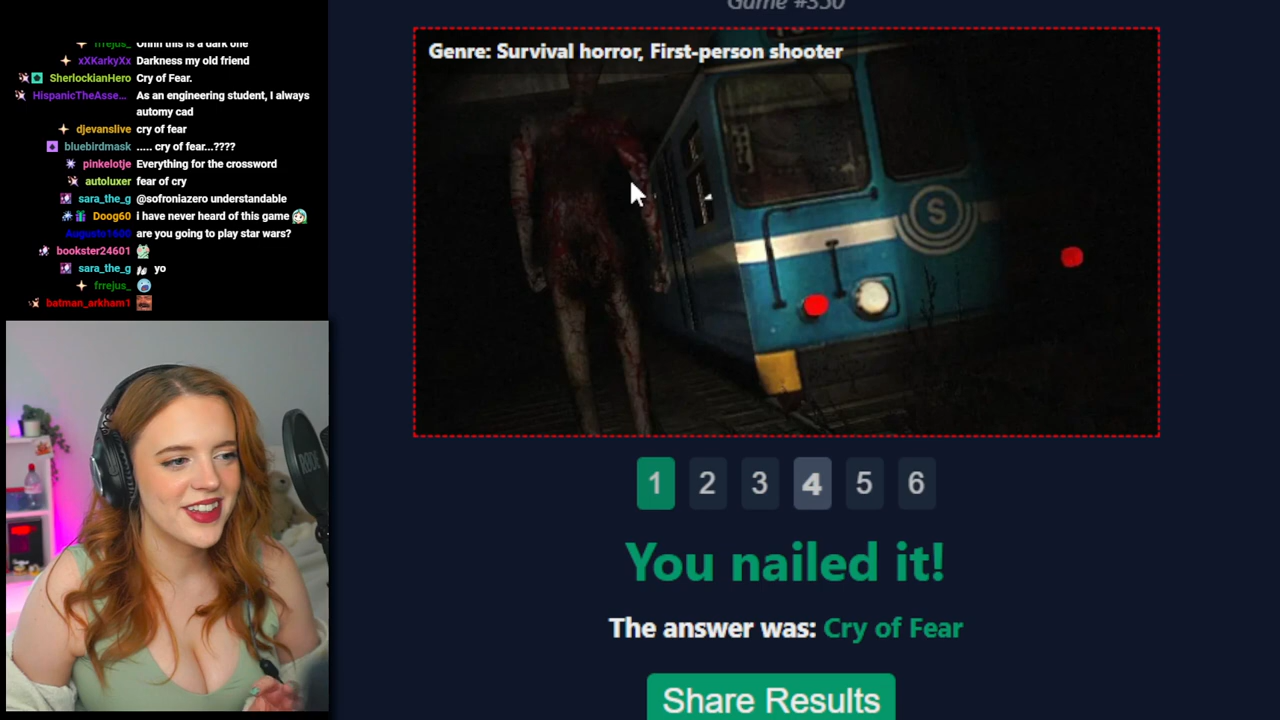 frrejus_ Ohhh this is a dark one
xXKarkyXx Darkness my old friend
SherlockianHero Cry of Fear.
HispanicTheAsse... As an engineering student, I always
automy cad
djevanslive cry of fear
bluebirdmask ..... cry of fear...????
pinkelotje Everything for the crossword
autoluxer fear of cry
sara_the_g @sofroniazero understandable
Doog60 i have never heard of this game
Augusto1600 are you going to play star wars?
bookster24601
sara_the_g yo
frrejus_
batman_arkham1
RODE
Game #350
Genre: Survival horror, First-person shooter
S
1 2 3 4 5 6
You nailed it!
The answer was: Cry of Fear
Share Results